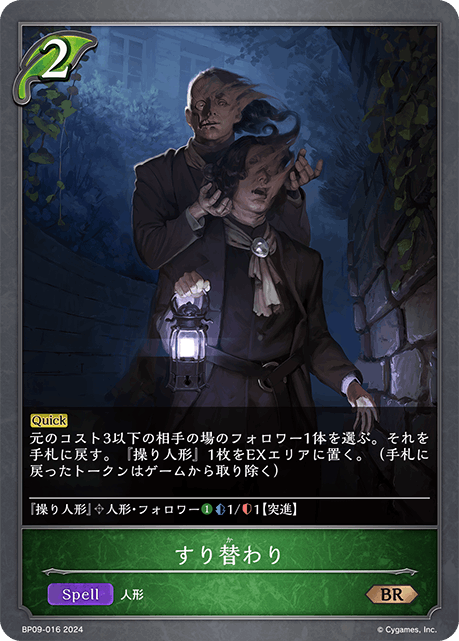 2
Quick
元のコスト3以下の相手の場のフォロワー1体を選ぶ。それを
手札に戻す。『操り人形』1枚をEXエリアに置く。（手札に
戻ったトークンはゲームから取り除く）
『操り人形』人形・フォロワー1 1/1【突進】
か
すり替わり
Spell 人形 BR
BP09-016 2024 © Cygames, Inc.